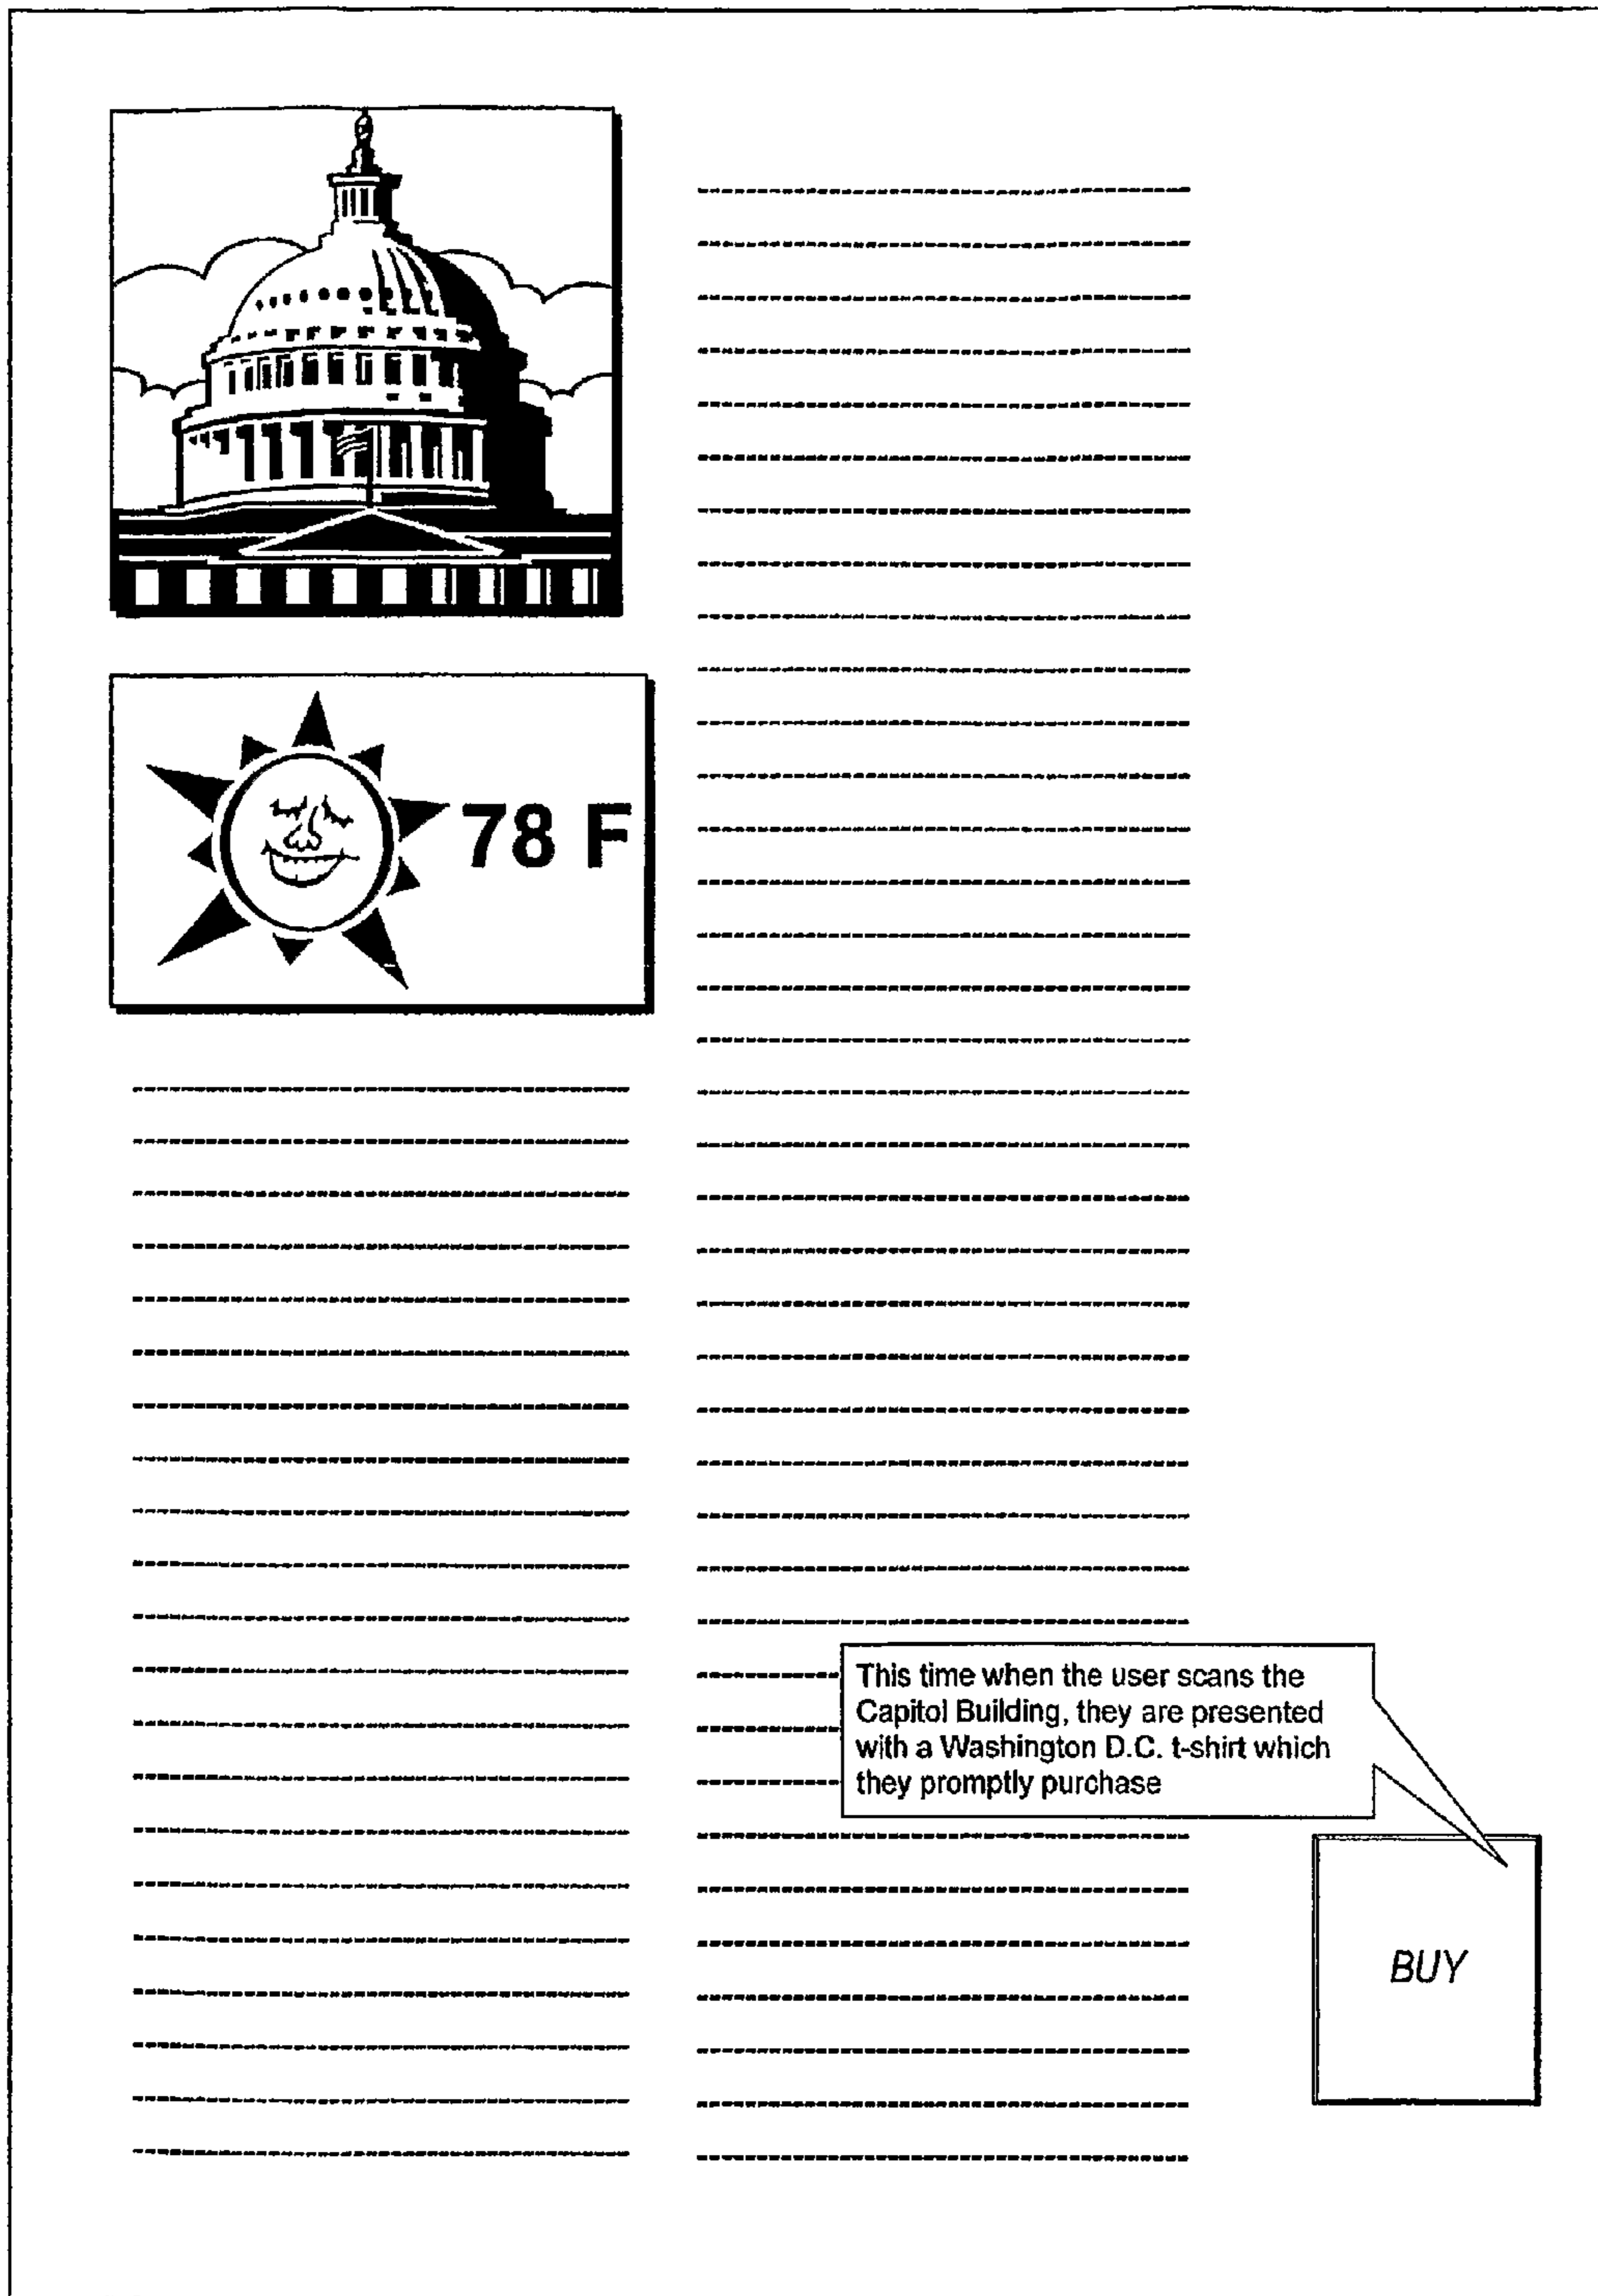 78 F
This time when the user scans the
Capitol Building, they are presented
with a Washington D.C. t-shirt which
they promptly purchase
BUY